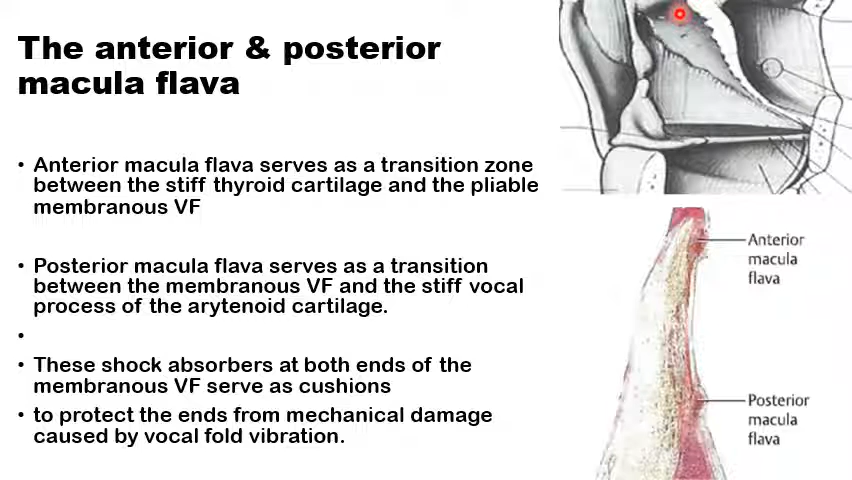 The anterior & posterior
macula flava
• Anterior macula flava serves as a transition zone
between the stiff thyroid cartilage and the pliable
membranous VF
• Posterior macula flava serves as a transition
between the membranous VF and the stiff vocal
process of the arytenoid cartilage.
•
• These shock absorbers at both ends of the
membranous VF serve as cushions
• to protect the ends from mechanical damage
caused by vocal fold vibration.
Anterior
macula
flava
Posterior
macula
flava